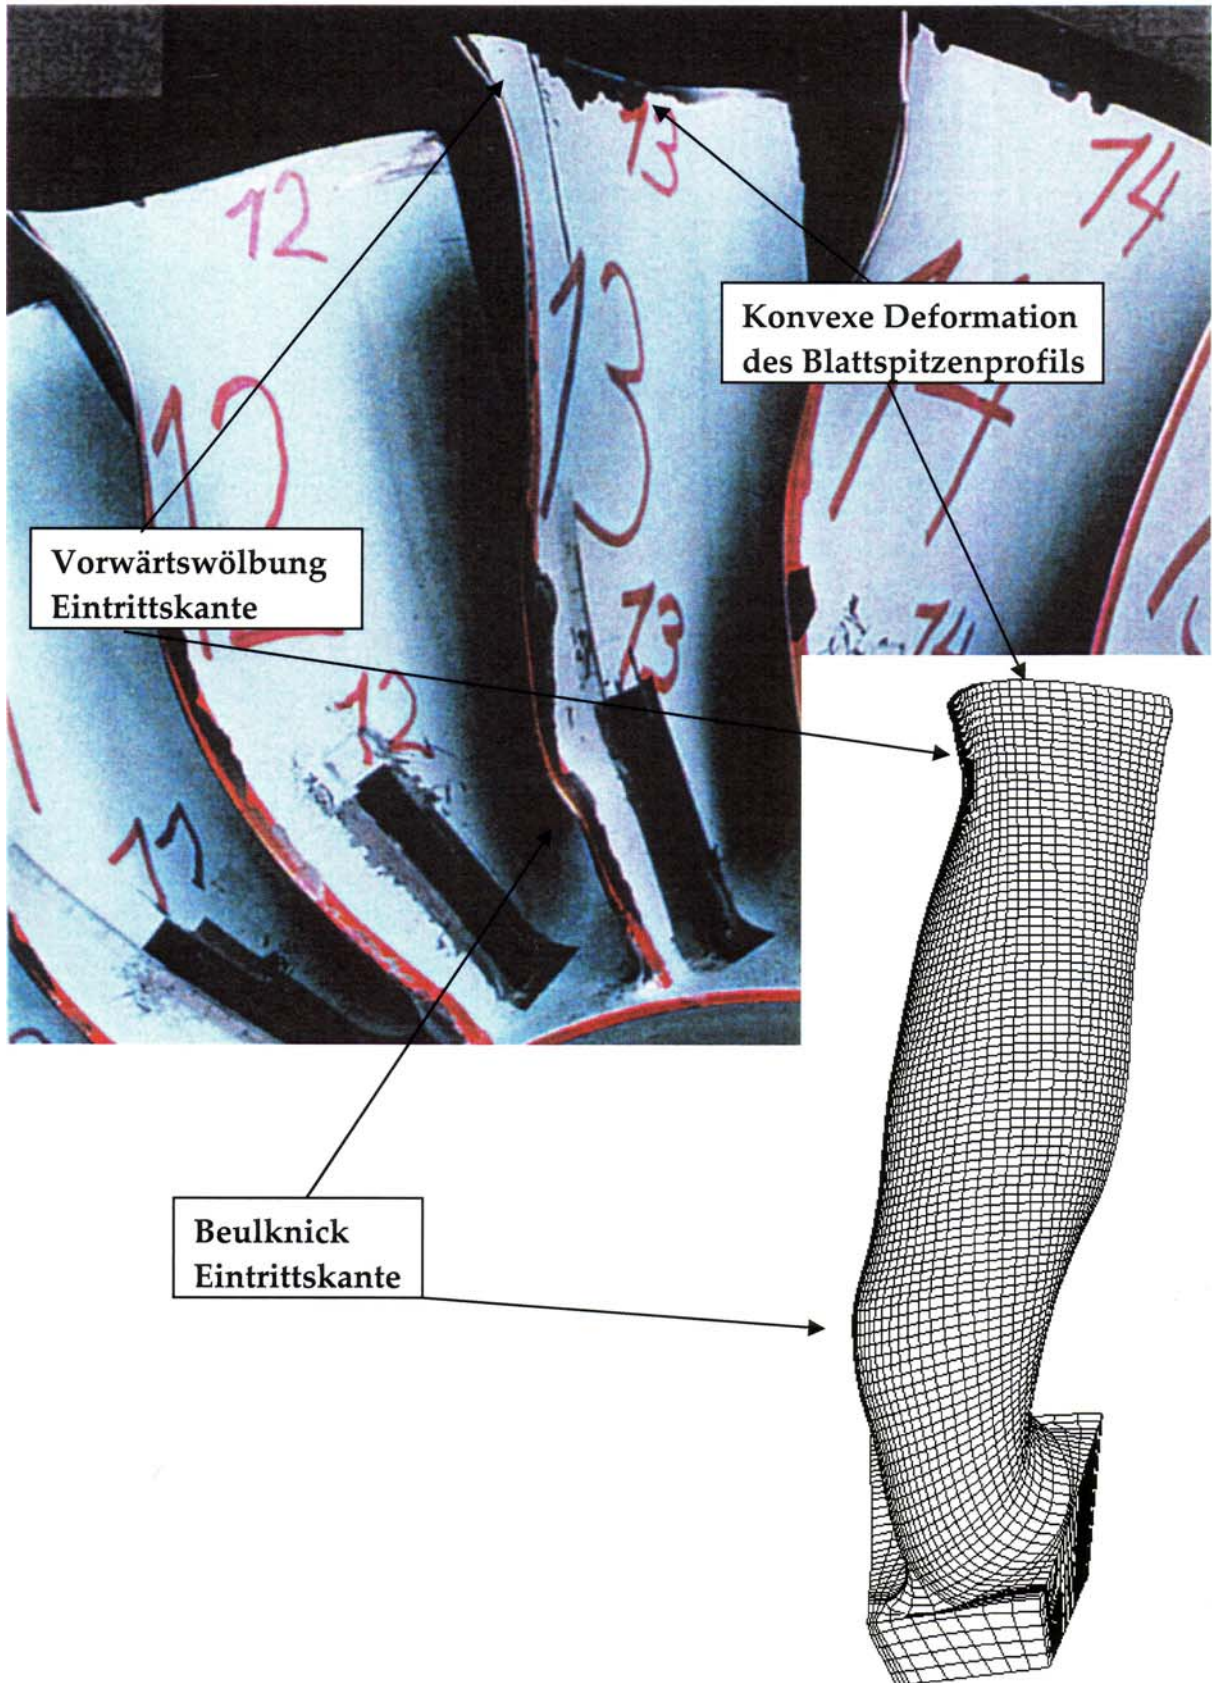 12
13
14
13
12
14
Konvexe Deformation
des Blattspitzenprofils
Vorwärtswölbung
Eintrittskante
13
14
12
11
Beulknick
Eintrittskante